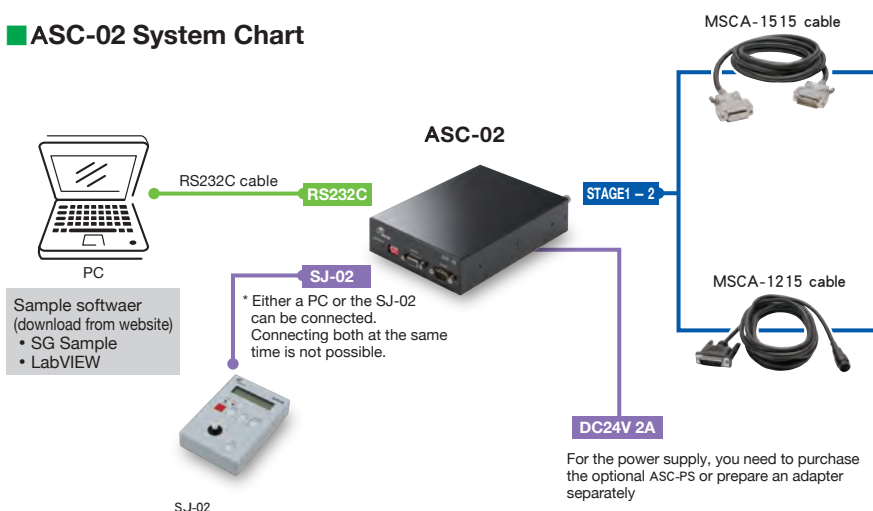 ASC-02 System Chart
MSCA-1515 cable
ASC-02
RS232C cable
RS232C
STAGE1 – 2
PC
SJ-02
* Either a PC or the SJ-02
can be connected.
Connecting both at the same
time is not possible.
Sample softwaer
(download from website)
• SG Sample
• LabVIEW
MSCA-1215 cable
DC24V 2A
For the power supply, you need to purchase
the optional ASC-PS or prepare an adapter
separately
SJ-02